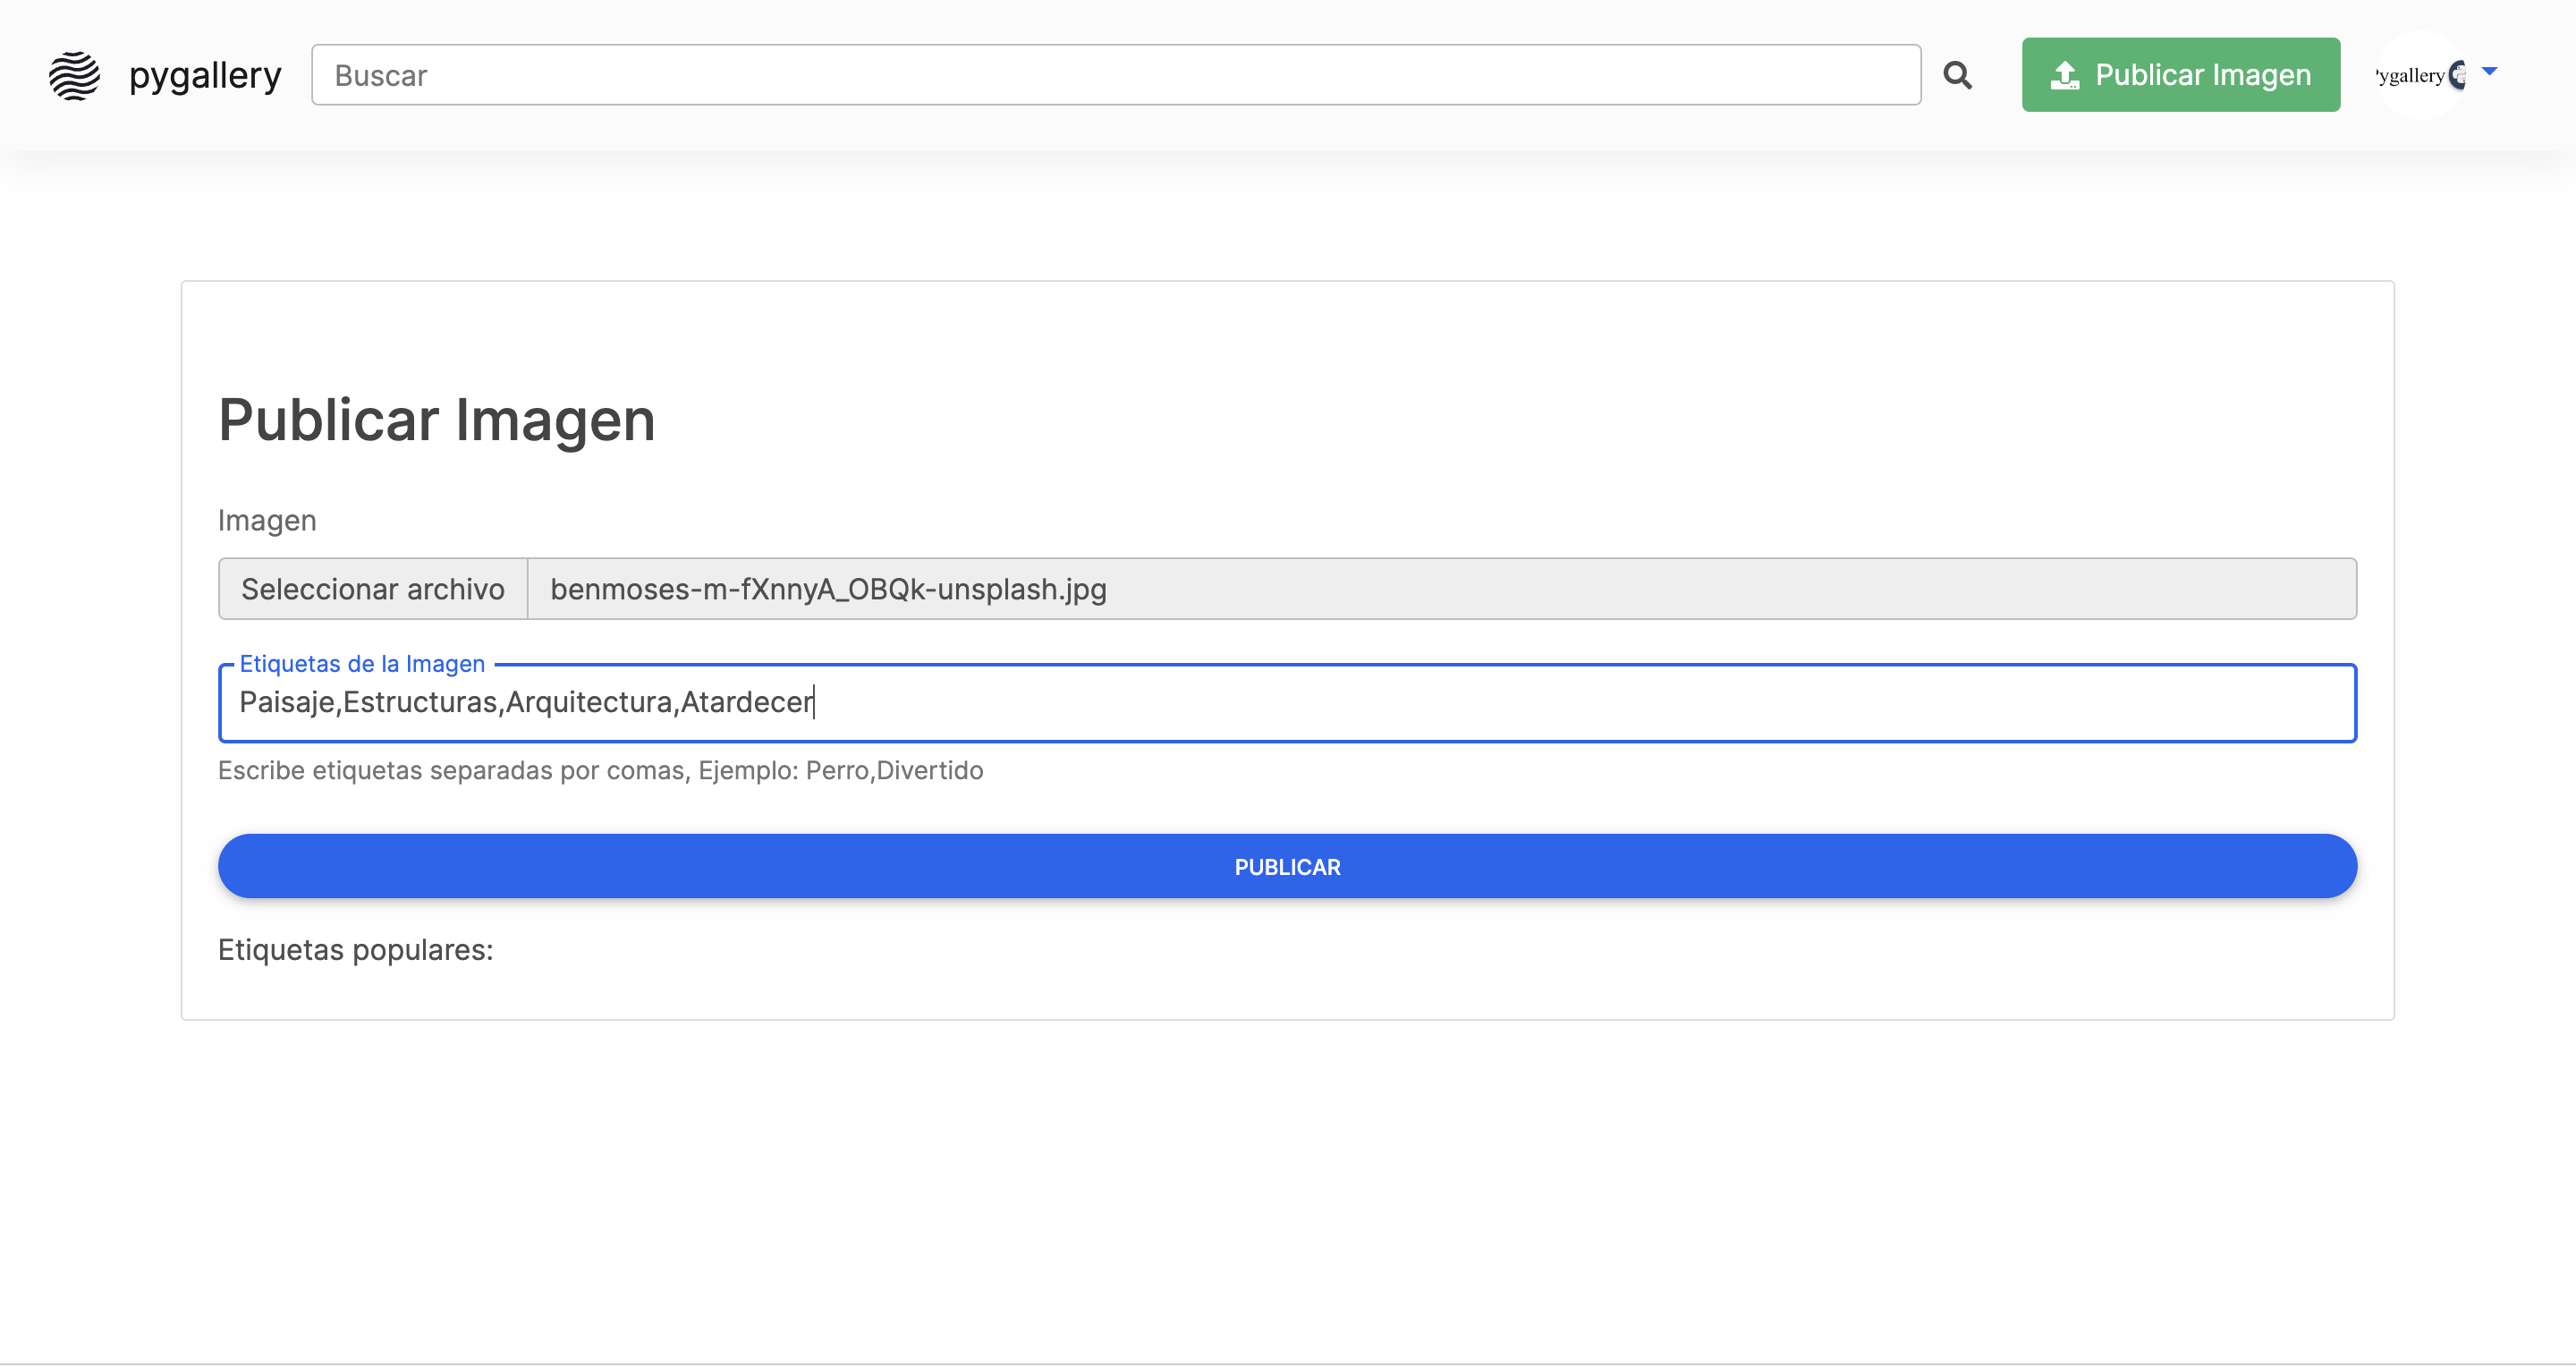 pygallery
Buscar
Publicar Imagen
ygallery
Publicar Imagen
Imagen
Seleccionar archivo
benmoses-m-fXnnyA_OBQk-unsplash.jpg
Etiquetas de la Imagen
Paisaje,Estructuras,Arquitectura,Atardecer
Escribe etiquetas separadas por comas, Ejemplo: Perro,Divertido
PUBLICAR
Etiquetas populares: